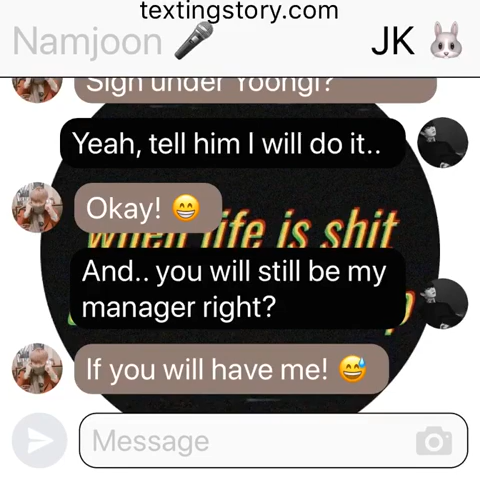 textingstory.com
Namjoon 🎤 JK 🐰
Sign under Yoongi?
Yeah, tell him I will do it..
Okay! 😅
when life is shit
And.. you will still be my
manager right?
If you will have me! 😅
Message